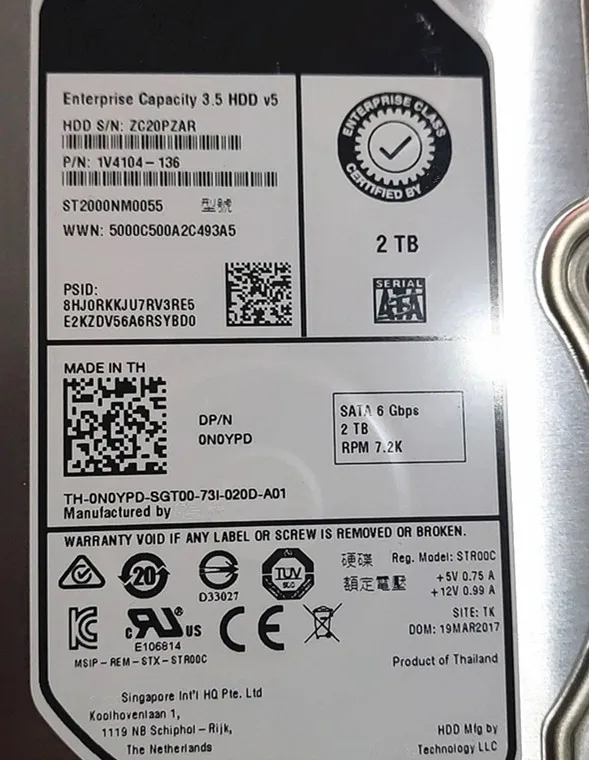 Enterprise Capacity 3.5 HDD v5
HDD S/N: ZC20PZAR
P/N: 1V4104-136
ST2000NM0055 型號
WWN: 5000C500A2C493A5
PSID:
8HJ0RKKJU7RV3RE5
E2KZDV56A6RSYBD0
ENTERPRISE CLASS
CERTIFIED BY
2 TB
SERIAL
ATA
MADE IN TH
DP/N
0N0YPD
SATA 6 Gbps
2 TB
RPM 7.2K
TH-0N0YPD-SGT00-73I-020D-A01
Manufactured by
WARRANTY VOID IF ANY LABEL OR SCREW IS REMOVED OR BROKEN.
20
D33027
TUV
硬碟 Reg. Model: STR00C
額定電壓 +5V 0.75 A
+12V 0.99 A
SITE: TK
DOM: 19MAR2017
c RU US
E106814
CE
MSIP-REM-STX-STR00C
Product of Thailand
Singapore Int'l HQ Pte. Ltd
Koolhovenlaan 1,
1119 NB Schiphol-Rijk,
The Netherlands
HDD Mfg by
Technology LLC